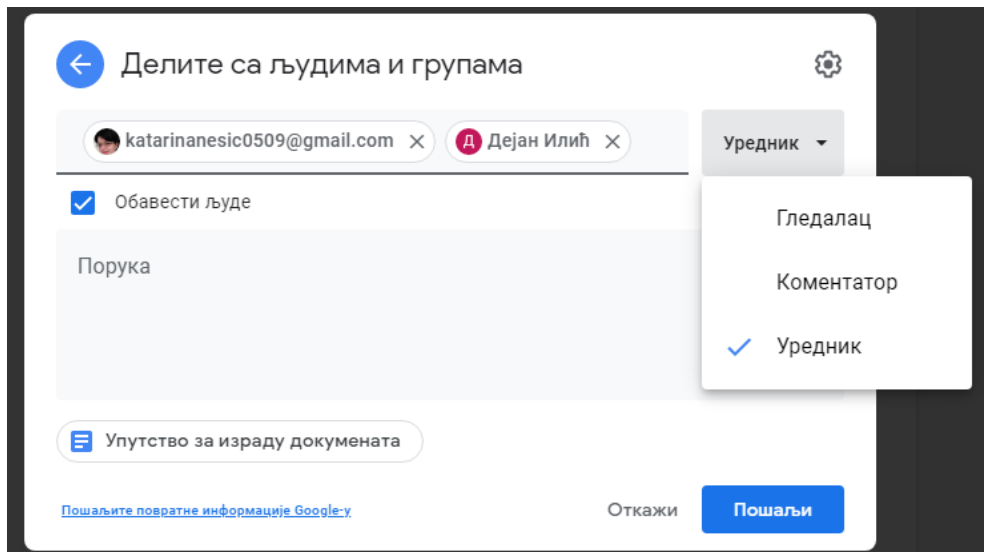 Делите са људима и групама
katarinanesic0509@gmail.com
Д Дејан Илић
Уредник
Обавести људе
Гледалац
Порука
Коментатор
Уредник
Упутство за израду докумената
Пошаљите повратне информације Google-у
Откажи
Пошаљи